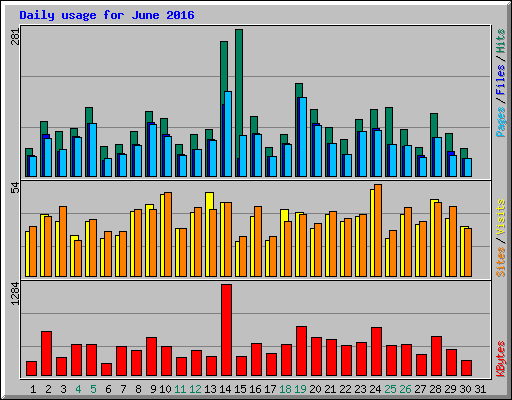 Daily usage for June 2016
281
Pages / Files / Hits
54
Sites / Visits
1284
KBytes
1 2 3 4 5 6 7 8 9 10 11 12 13 14 15 16 17 18 19 20 21 22 23 24 25 26 27 28 29 30 31